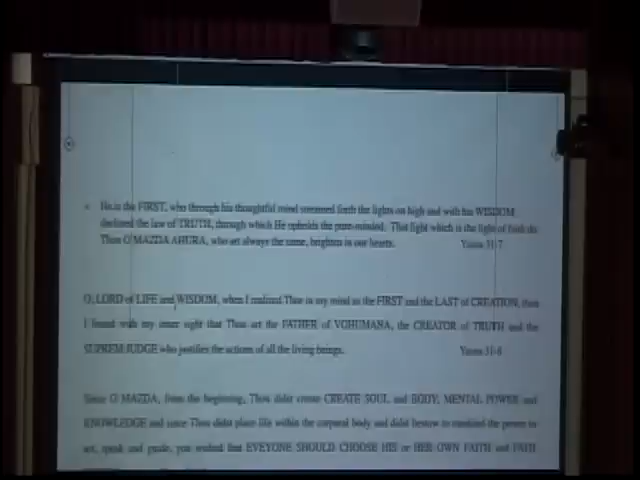 He is the FIRST, who through his thoughtful mind summoned forth the lights on high and with his WISDOM
declined the law of TRUTH, through which He upholds the pure-minded. That light which is the light of faith do
Thou O'MAZDA AHURA, who art always the same, brighten in our hearts. Yasna 31-7
O, LORD of LIFE and WISDOM, when I realized Thee in my mind as the FIRST and the LAST of CREATION, then
I found with my inner sight that Thou art the FATHER of VOHUMANA, the CREATOR of TRUTH and the
SUPREM JUDGE who justifies the actions of all the living beings. Yasna 31-8
Since O'MAZDA, from the beginning, Thou didst create CREATE SOUL and BODY, MENTAL POWER and
KNOWLEDGE and since Thou didst place life within the corporal body and didst bestow to mankind the power to
act, speak and guide, you wished that EVEYONE SHOULD CHOOSE HIS or HER OWN FAITH and